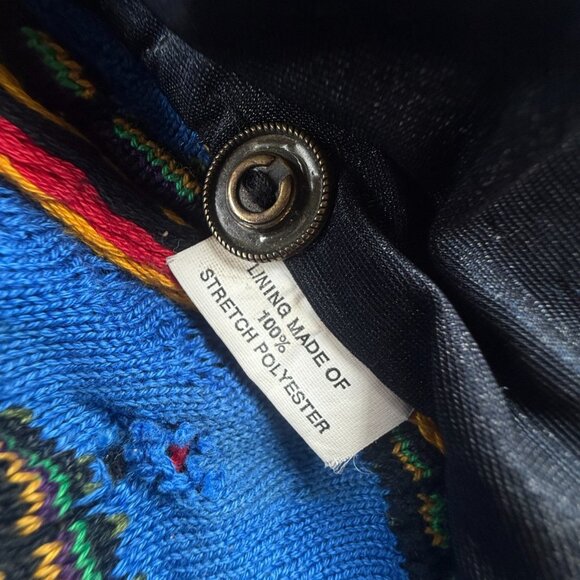 LINING MADE OF
100%
STRETCH POLYESTER